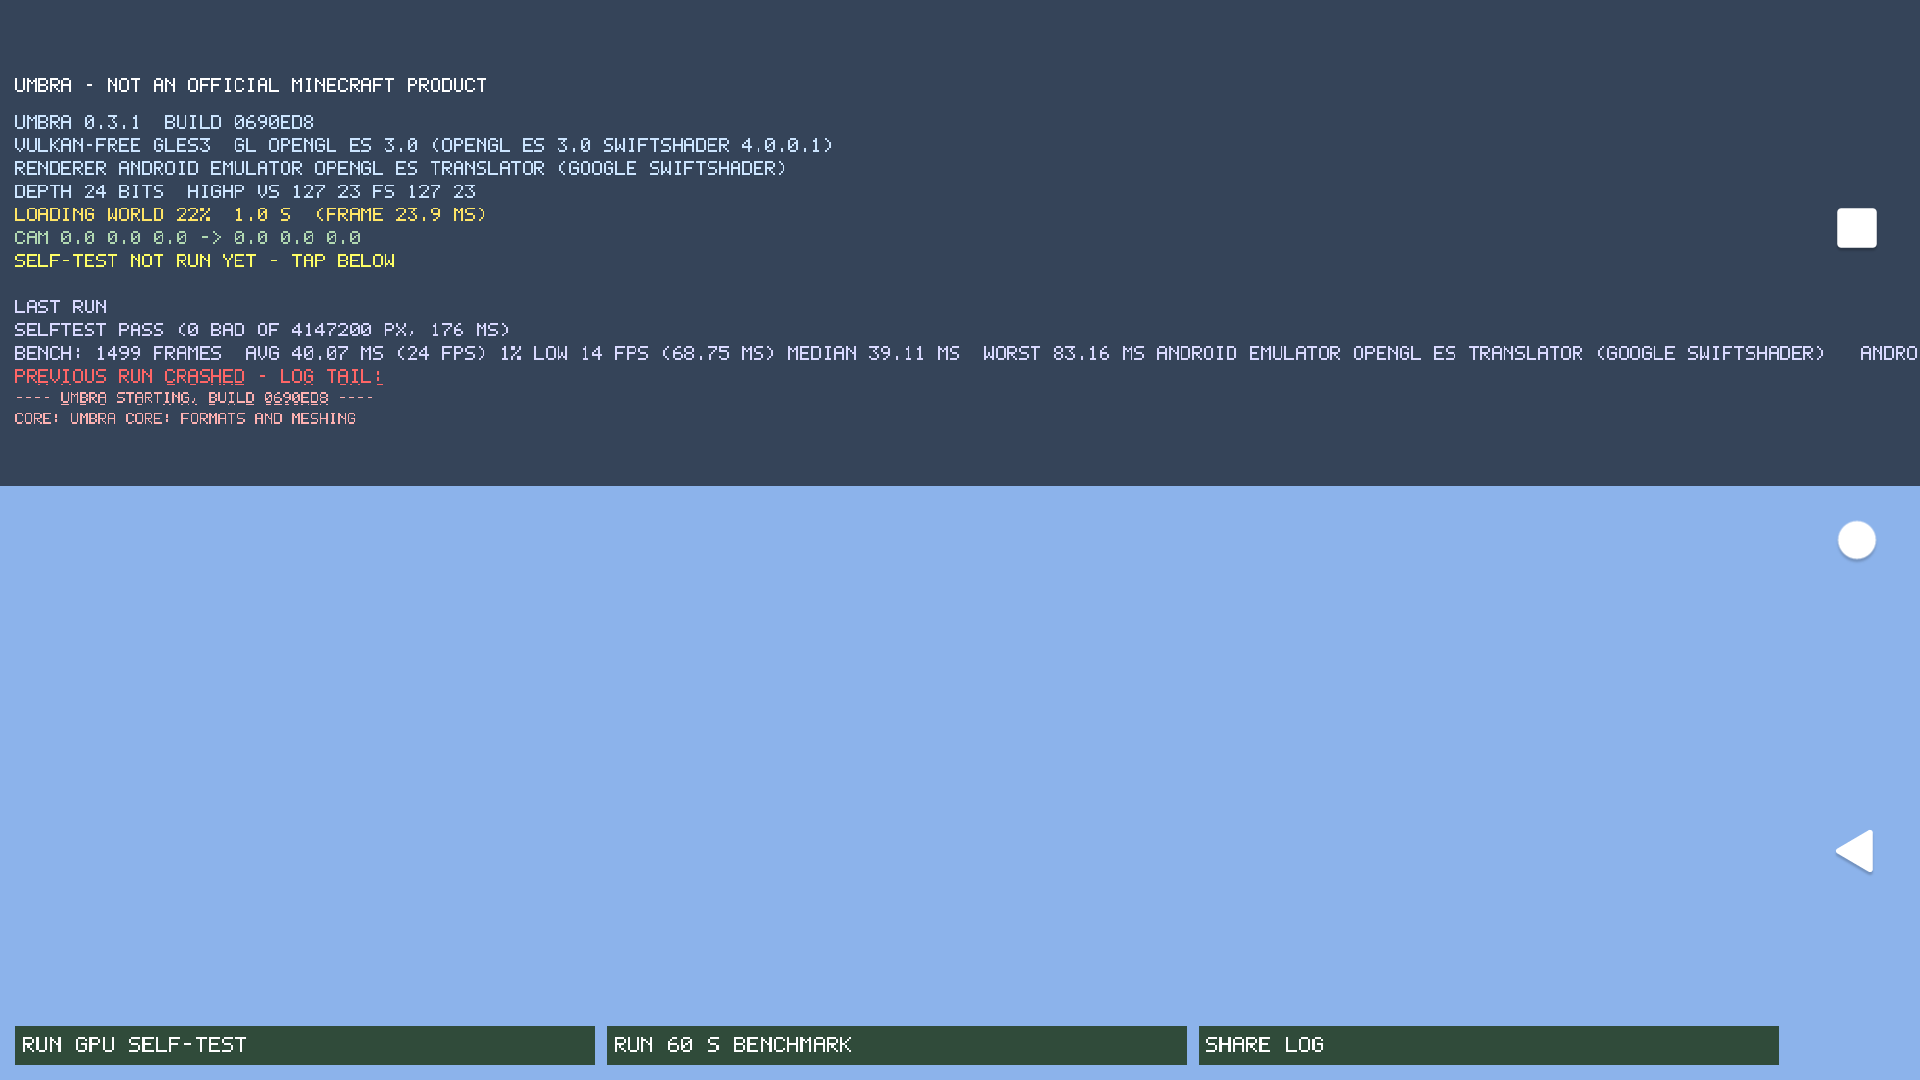 UMBRA - NOT AN OFFICIAL MINECRAFT PRODUCT
UMBRA 0.3.1 BUILD 0690ED8
VULKAN-FREE GLES3 GL OPENGL ES 3.0 (OPENGL ES 3.0 SWIFTSHADER 4.0.0.1)
RENDERER ANDROID EMULATOR OPENGL ES TRANSLATOR (GOOGLE SWIFTSHADER)
DEPTH 24 BITS HIGHP VS 127 23 FS 127 23
LOADING WORLD 22% 1.0 S (FRAME 23.9 MS)
CAM 0.0 0.0 0.0 -> 0.0 0.0 0.0
SELF-TEST NOT RUN YET - TAP BELOW
LAST RUN
SELFTEST PASS (0 BAD OF 4147200 PX, 176 MS)
BENCH: 1499 FRAMES AVG 40.07 MS (24 FPS) 1% LOW 14 FPS (68.75 MS) MEDIAN 39.11 MS WORST 83.16 MS ANDROID EMULATOR OPENGL ES TRANSLATOR (GOOGLE SWIFTSHADER) ANDRO
PREVIOUS RUN CRASHED - LOG TAIL:
---- UMBRA STARTING, BUILD 0690ED8 ----
CORE: UMBRA CORE: FORMATS AND MESHING
RUN GPU SELF-TEST
RUN 60 S BENCHMARK
SHARE LOG